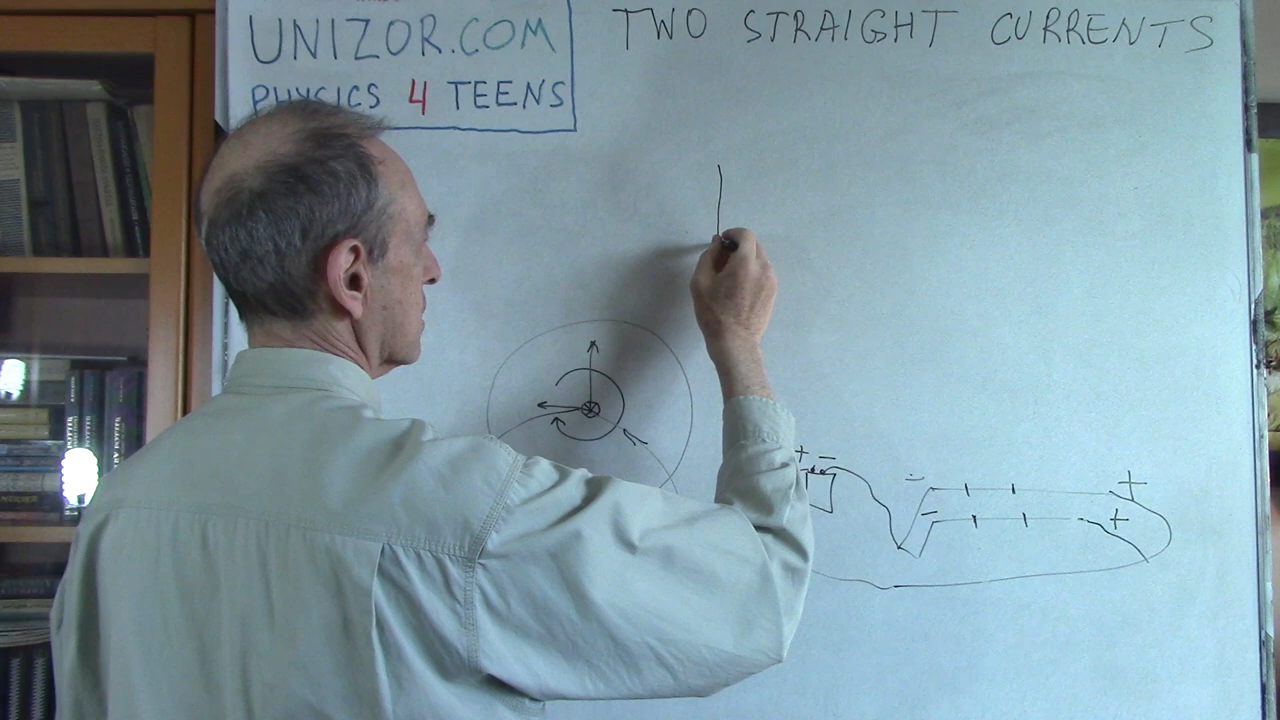 UNIZOR.COM
PHYSICS 4 TEENS
TWO STRAIGHT CURRENTS
+ -
- +
- +